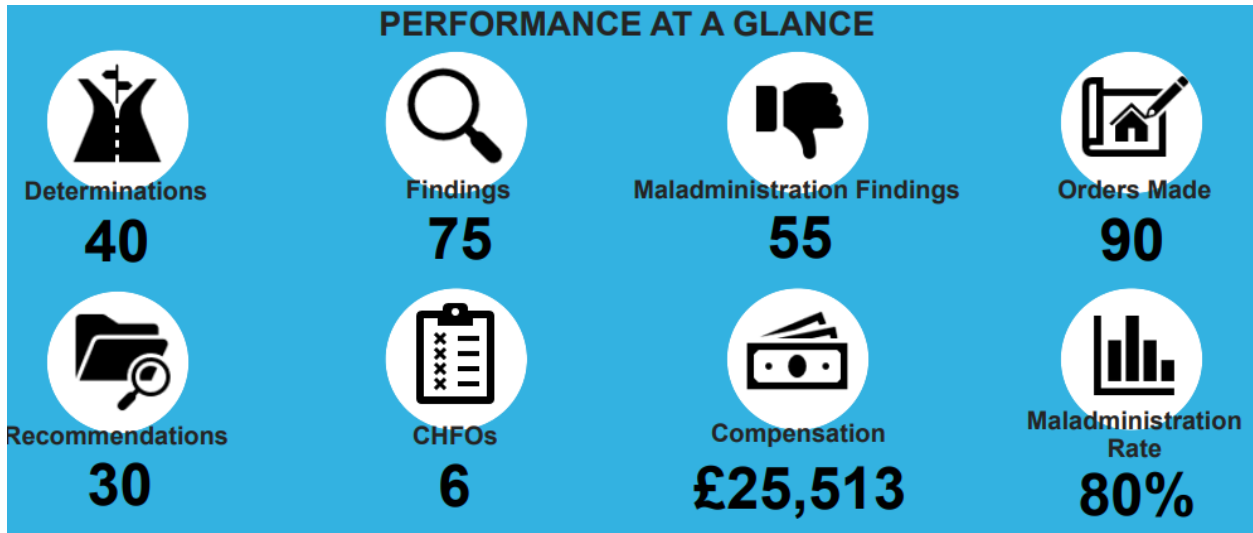 PERFORMANCE AT A GLANCE
Determinations
40
Findings
75
Maladministration Findings
55
Orders Made
90
Recommendations
30
CHFOs
6
Compensation
£25,513
Maladministration
Rate
80%